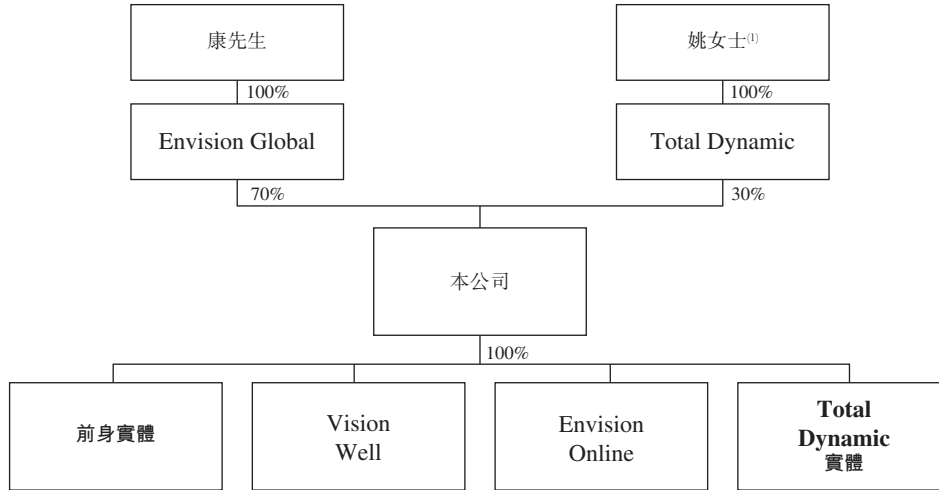 康先生
姚女士(1)
100%
100%
Envision Global
Total Dynamic
70%
30%
本公司
100%
前身實體
Vision
Well
Envision
Online
Total
Dynamic
實體